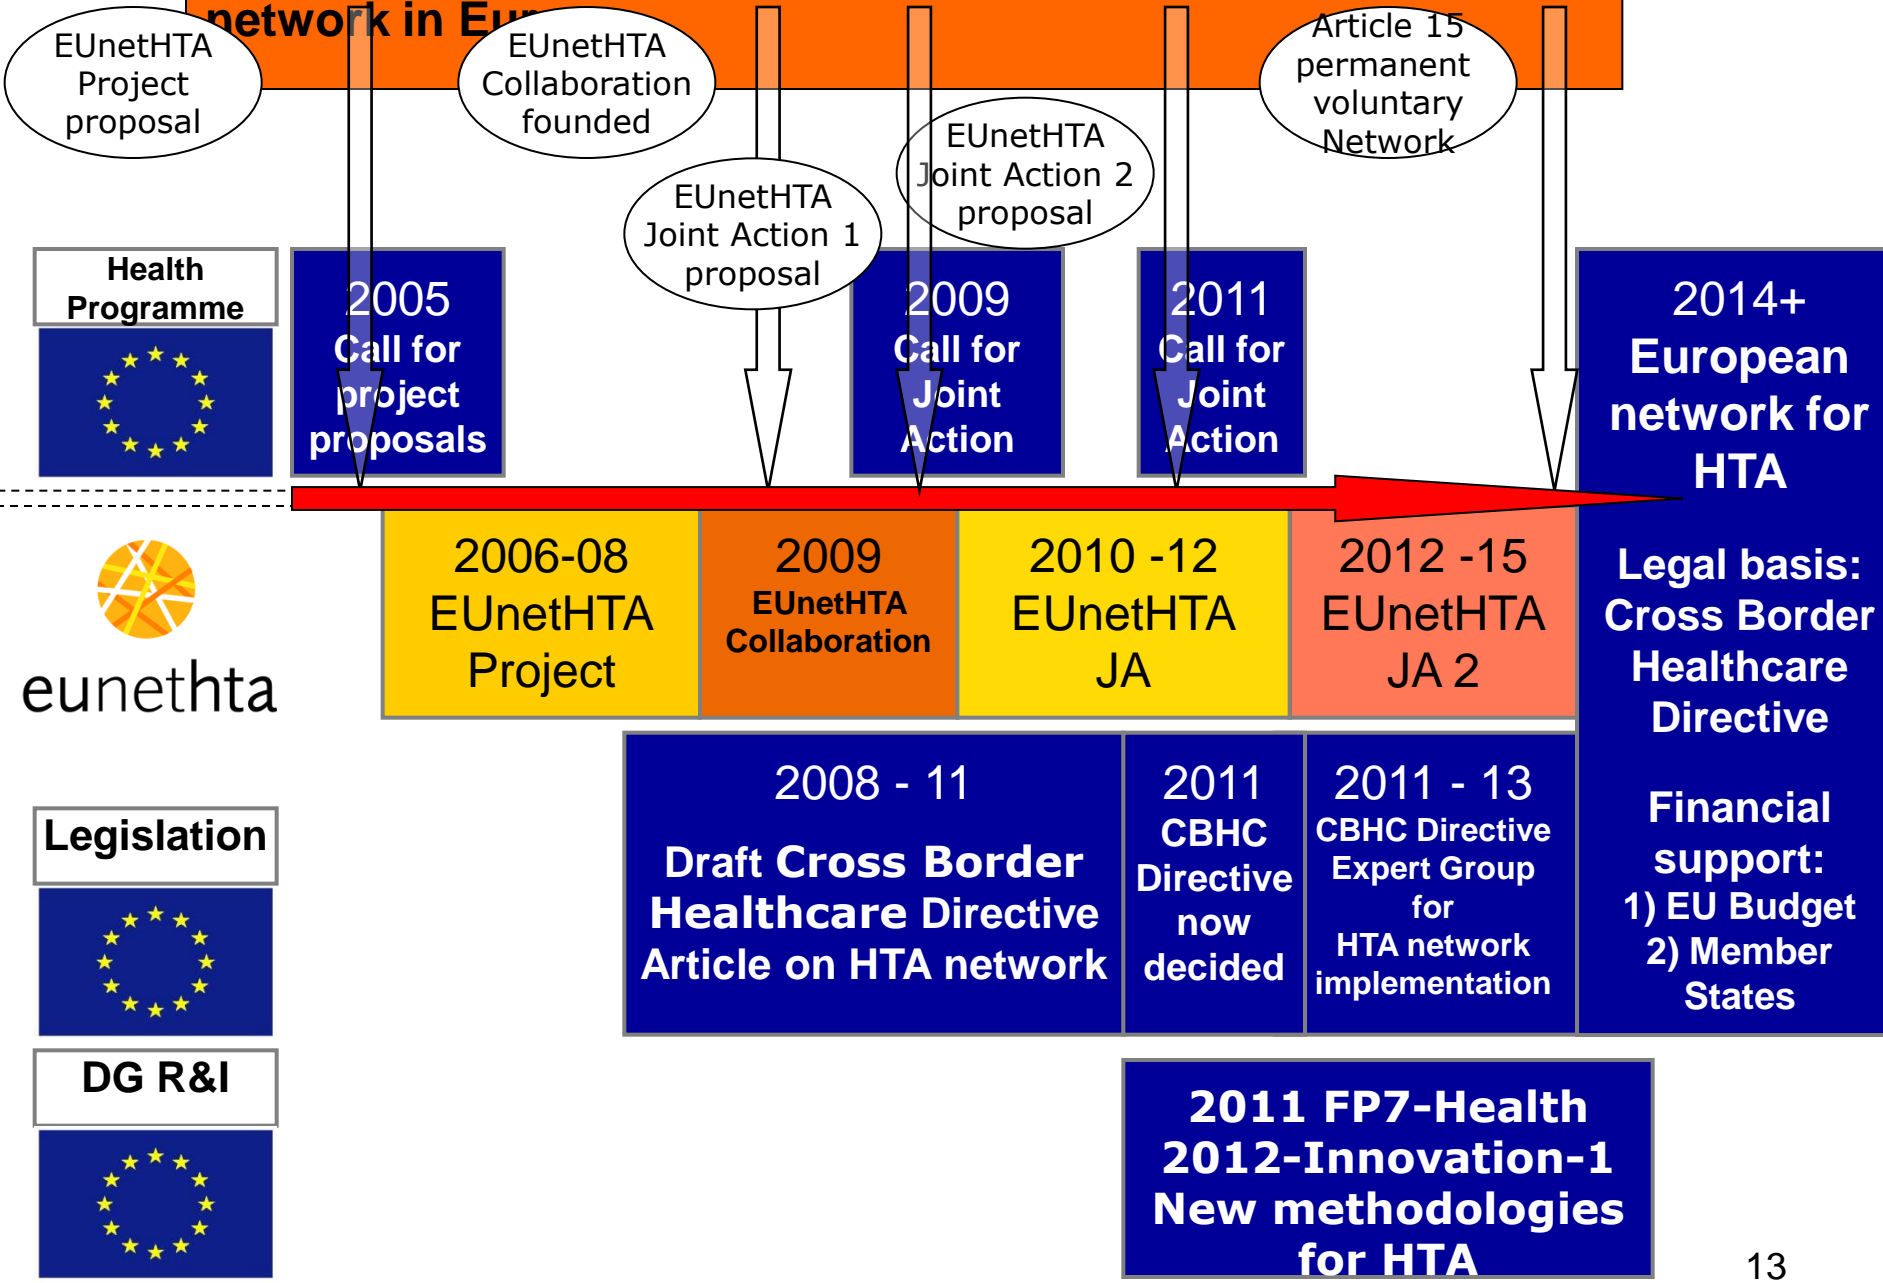 network in Eur
EUnetHTA
Project
proposal
EUnetHTA
Collaboration
founded
EUnetHTA
Joint Action 1
proposal
EUnetHTA
Joint Action 2
proposal
Article 15
permanent
voluntary
Network
Health
Programme
2005
Call for
project
proposals
2009
Call for
Joint
Action
2011
Call for
Joint
Action
2014+
European
network for
HTA
Legal basis:
Cross Border
Healthcare
Directive
Financial
support:
1) EU Budget
2) Member
States
eunethta
2006-08
EUnetHTA
Project
2009
EUnetHTA
Collaboration
2010 -12
EUnetHTA
JA
2012 -15
EUnetHTA
JA 2
Legislation
2008 - 11
Draft Cross Border
Healthcare Directive
Article on HTA network
2011
CBHC
Directive
now
decided
2011 - 13
CBHC Directive
Expert Group
for
HTA network
implementation
DG R&I
2011 FP7-Health
2012-Innovation-1
New methodologies
for HTA
13